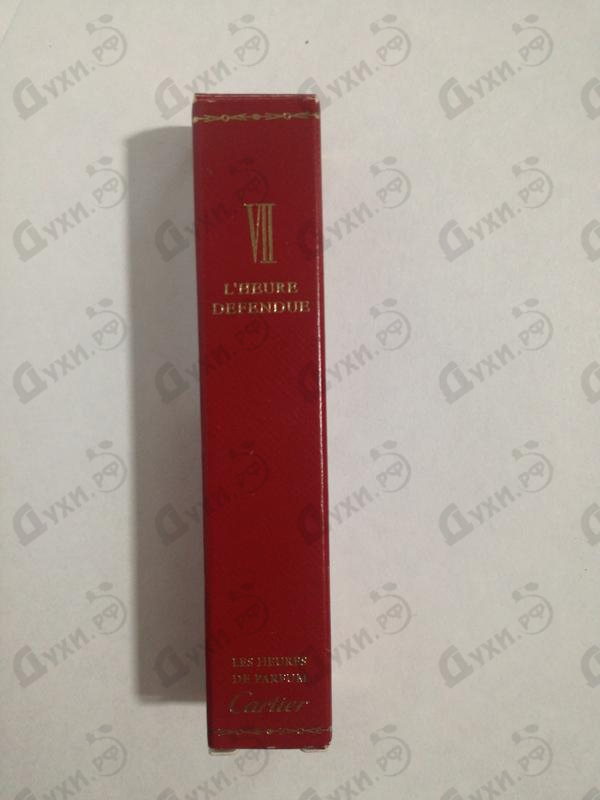 VII
L'HEURE
DEFENDUE
LES HEURES
DE PARFUM
Cartier
Духи.РФ